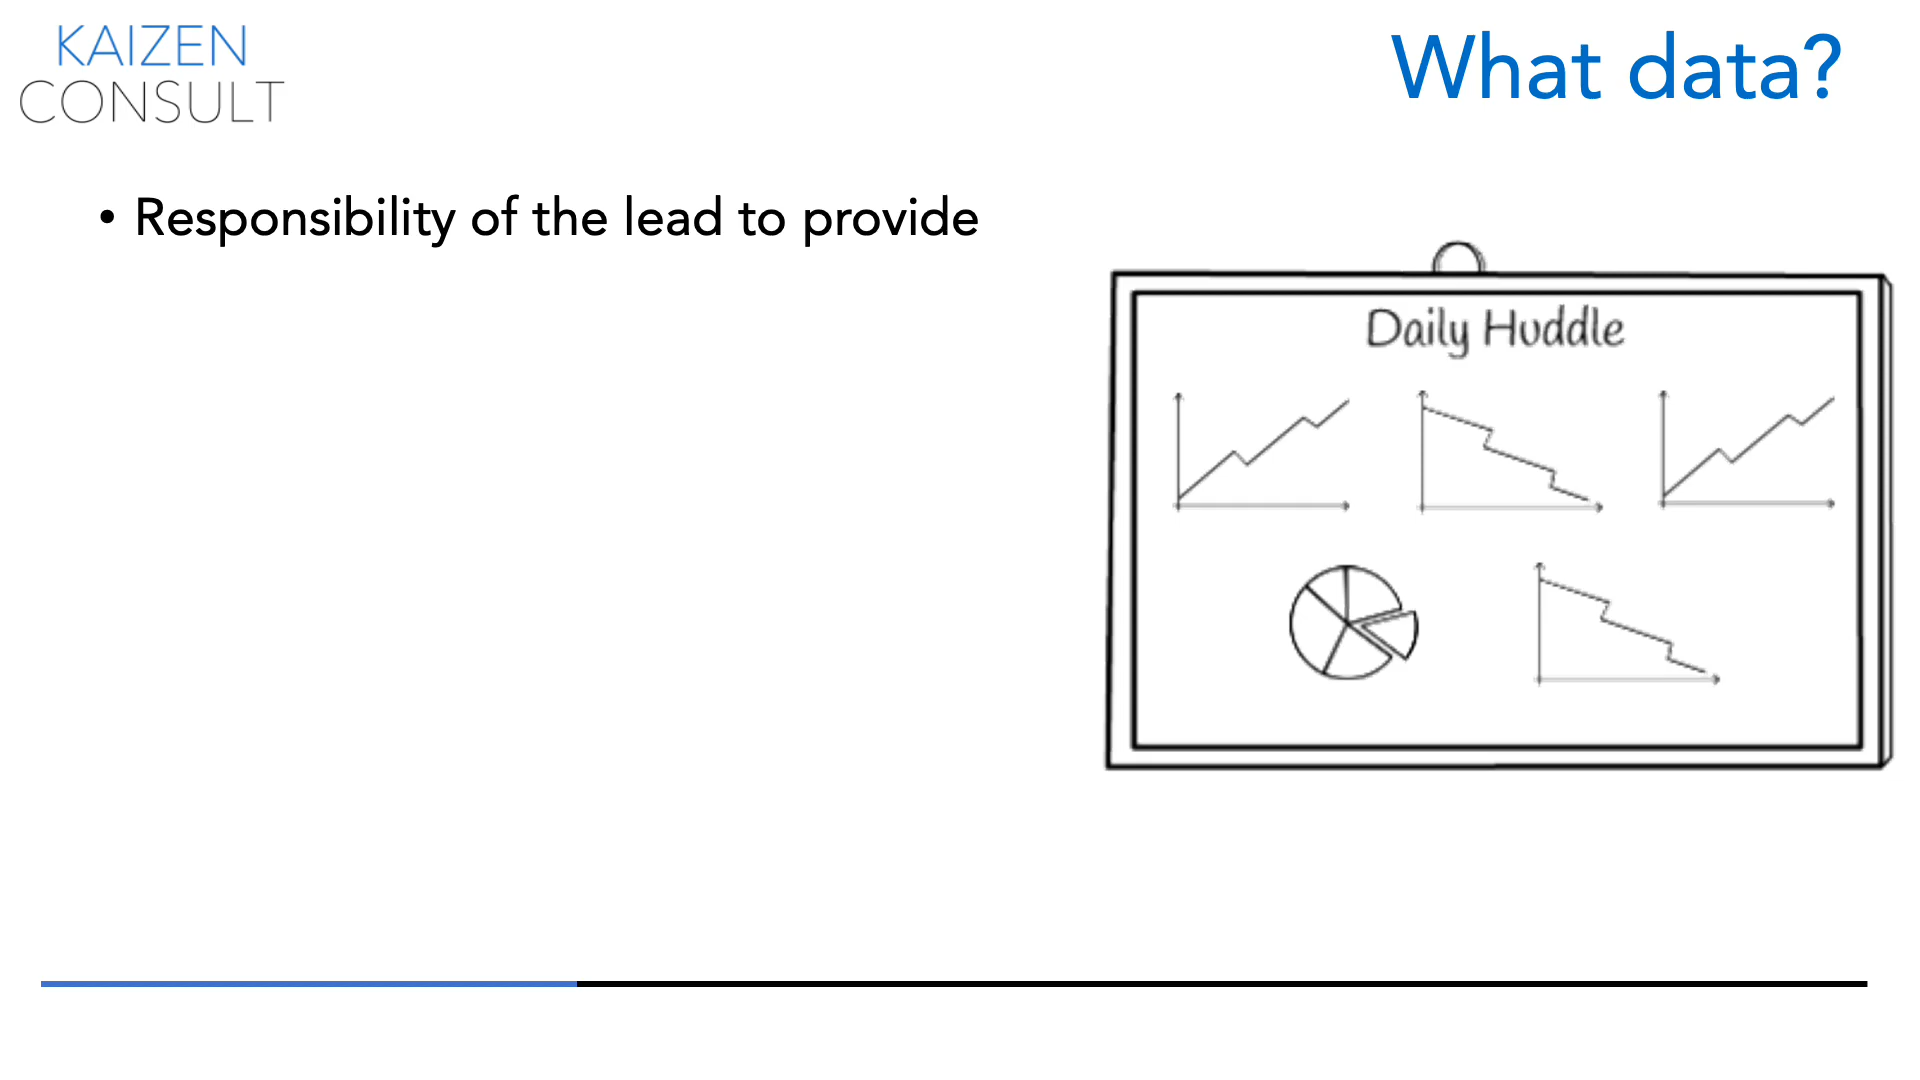 KAIZEN
CONSULT
What data?
• Responsibility of the lead to provide
Daily Huddle